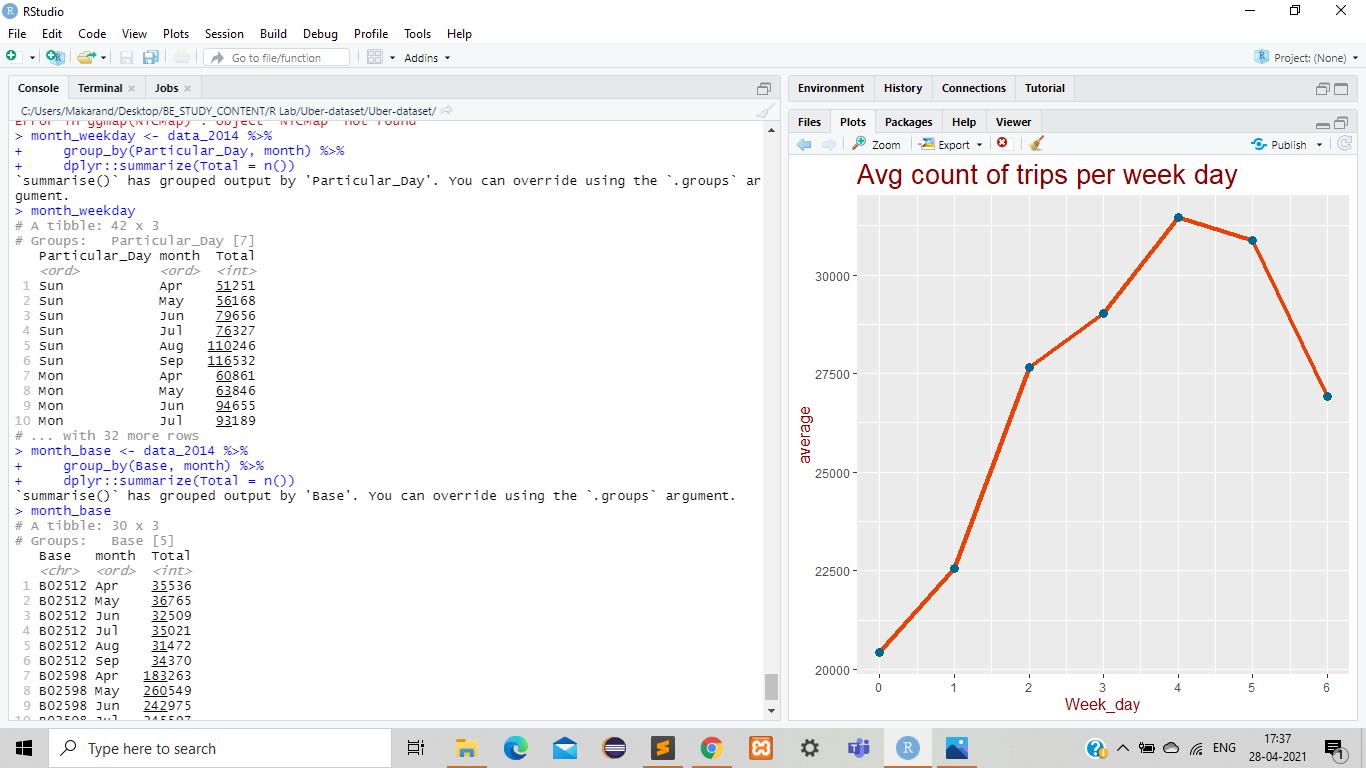 RStudio
File Edit Code View Plots Session Build Debug Profile Tools Help
Go to file/function Addins Project: (None)
Console Terminal Jobs
C:/Users/Makarand/Desktop/BE_STUDY_CONTENT/R Lab/Uber-dataset/Uber-dataset/
> month_weekday <- data_2014 %>%
+ group_by(Particular_Day, month) %>%
+ dplyr::summarize(Total = n())
`summarise()` has grouped output by 'Particular_Day'. You can override using the `.groups` ar
gument.
> month_weekday
# A tibble: 42 x 3
# Groups: Particular_Day [7]
Particular_Day month Total
<ord> <ord> <int>
1 Sun Apr 51251
2 Sun May 56168
3 Sun Jun 79656
4 Sun Jul 76327
5 Sun Aug 110246
6 Sun Sep 116532
7 Mon Apr 60861
8 Mon May 63846
9 Mon Jun 94655
10 Mon Jul 93189
# ... with 32 more rows
> month_base <- data_2014 %>%
+ group_by(Base, month) %>%
+ dplyr::summarize(Total = n())
`summarise()` has grouped output by 'Base'. You can override using the `.groups` argument.
> month_base
# A tibble: 30 x 3
# Groups: Base [5]
Base month Total
<chr> <ord> <int>
1 B02512 Apr 35536
2 B02512 May 36765
3 B02512 Jun 32509
4 B02512 Jul 35021
5 B02512 Aug 31472
6 B02512 Sep 34370
7 B02598 Apr 183263
8 B02598 May 260549
9 B02598 Jun 242975
Environment History Connections Tutorial
Files Plots Packages Help Viewer
Zoom Export Publish
Avg count of trips per week day
30000
27500
25000
22500
20000
average
0 1 2 3 4 5 6
Week_day
Type here to search
ENG
17:37
28-04-2021
1